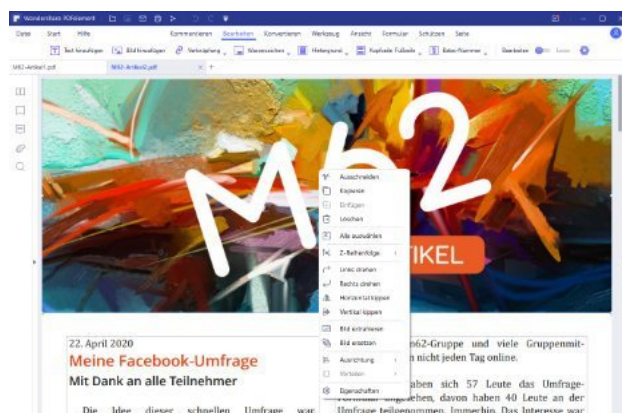 Wondershare PDFelement
Datei Start Hilfe Kommentieren Bearbeiten Konvertieren Werkzeug Ansicht Formular Schützen Seite
Text hinzufügen Bild hinzufügen Verknüpfung Wasserzeichen Hintergrund Kopfzeile Fußzeile Bates-Nummer Bearbeiten Lesen
M62-Artikel1.pdf M62-Artikel2.pdf × +
M62
TIKEL
Ausschneiden
Kopieren
Einfügen
Löschen
Alle auswählen
Z-Reihenfolge
Links drehen
Rechts drehen
Horizontal kippen
Vertikal kippen
Bild extrahieren
Bild ersetzen
Ausrichtung
Verteilen
Eigenschaften
22. April 2020
Meine Facebook-Umfrage
Mit Dank an alle Teilnehmer
Die Idee dieser schnellen Umfrage war
m62-Gruppe und viele Gruppenmit-
n nicht jeden Tag online.
aben sich 57 Leute das Umfrage-
Formular angesehen, davon haben 40 Leute an der
Umfrage teilgenommen. Immerhin. Das Interesse war